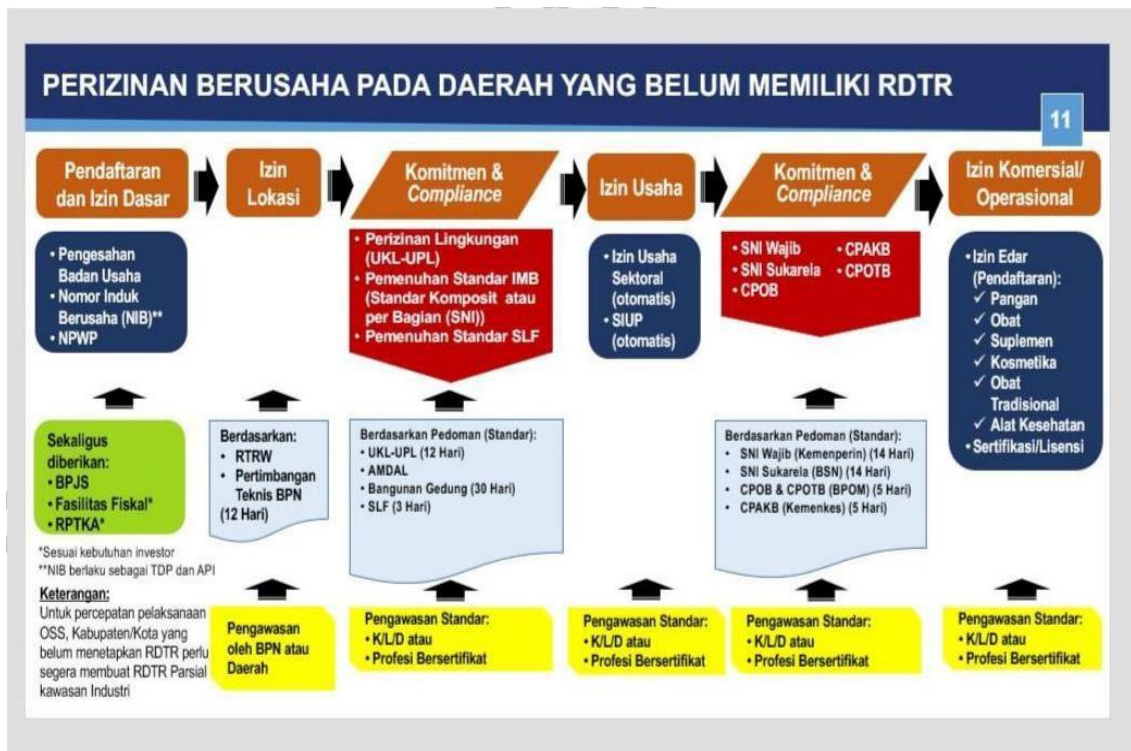 PERIZINAN BERUSAHA PADA DAERAH YANG BELUM MEMILIKI RDTR
11
Pendaftaran
dan Izin Dasar
Izin
Lokasi
Komitmen &
Compliance
Izin Usaha
Komitmen &
Compliance
Izin Komersial/
Operasional
• Pengesahan
Badan Usaha
• Nomor Induk
Berusaha (NIB)**
• NPWP
• Perizinan Lingkungan
(UKL-UPL)
• Pemenuhan Standar IMB
(Standar Komposit atau
per Bagian (SNI))
• Pemenuhan Standar SLF
• Izin Usaha
Sektoral
(otomatis)
• SIUP
(otomatis)
• SNI Wajib
• SNI Sukarela
• CPOB
• CPAKB
• CPOTB
• Izin Edar
(Pendaftaran):
✓ Pangan
✓ Obat
✓ Suplemen
✓ Kosmetika
✓ Obat
Tradisional
✓ Alat Kesehatan
• Sertifikasi/Lisensi
Sekaligus
diberikan:
• BPJS
• Fasilitas Fiskal*
• RPTKA*
Berdasarkan:
• RTRW
• Pertimbangan
Teknis BPN
(12 Hari)
Berdasarkan Pedoman (Standar):
• UKL-UPL (12 Hari)
• AMDAL
• Bangunan Gedung (30 Hari)
• SLF (3 Hari)
Berdasarkan Pedoman (Standar):
• SNI Wajib (Kemenperin) (14 Hari)
• SNI Sukarela (BSN) (14 Hari)
• CPOB & CPOTB (BPOM) (5 Hari)
• CPAKB (Kemenkes) (5 Hari)
*Sesuai kebutuhan investor
**NIB berlaku sebagai TDP dan API
Keterangan:
Untuk percepatan pelaksanaan
OSS, Kabupaten/Kota yang
belum menetapkan RDTR perlu
segera membuat RDTR Parsial
kawasan Industri
Pengawasan
oleh BPN atau
Daerah
Pengawasan Standar:
• K/L/D atau
• Profesi Bersertifikat
Pengawasan Standar:
• K/L/D atau
• Profesi Bersertifikat
Pengawasan Standar:
• K/L/D atau
• Profesi Bersertifikat
Pengawasan Standar:
• K/L/D atau
• Profesi Bersertifikat